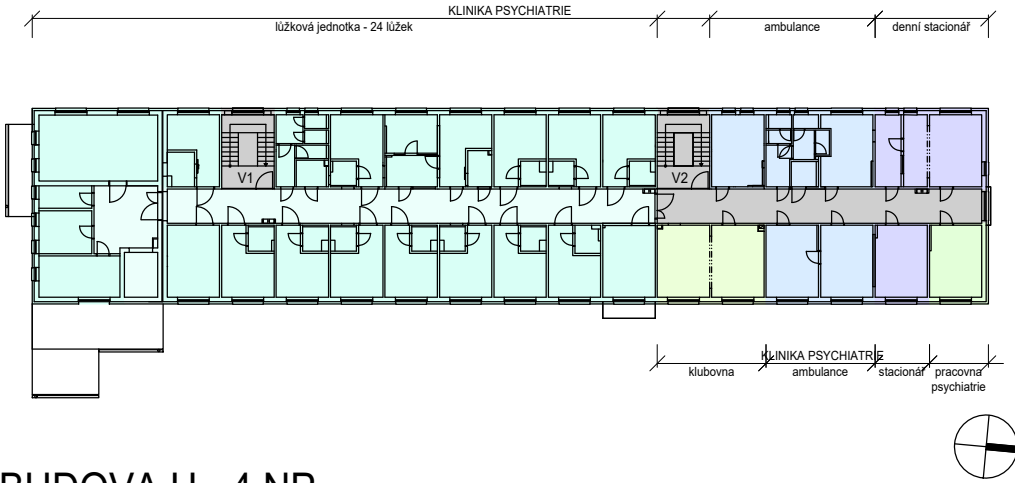 KLINIKA PSYCHIATRIE
lůžková jednotka - 24 lůžek
ambulance
denní stacionář
V1
V2
KLINIKA PSYCHIATRIE
klubovna
ambulance
stacionář
pracovna
psychiatrie